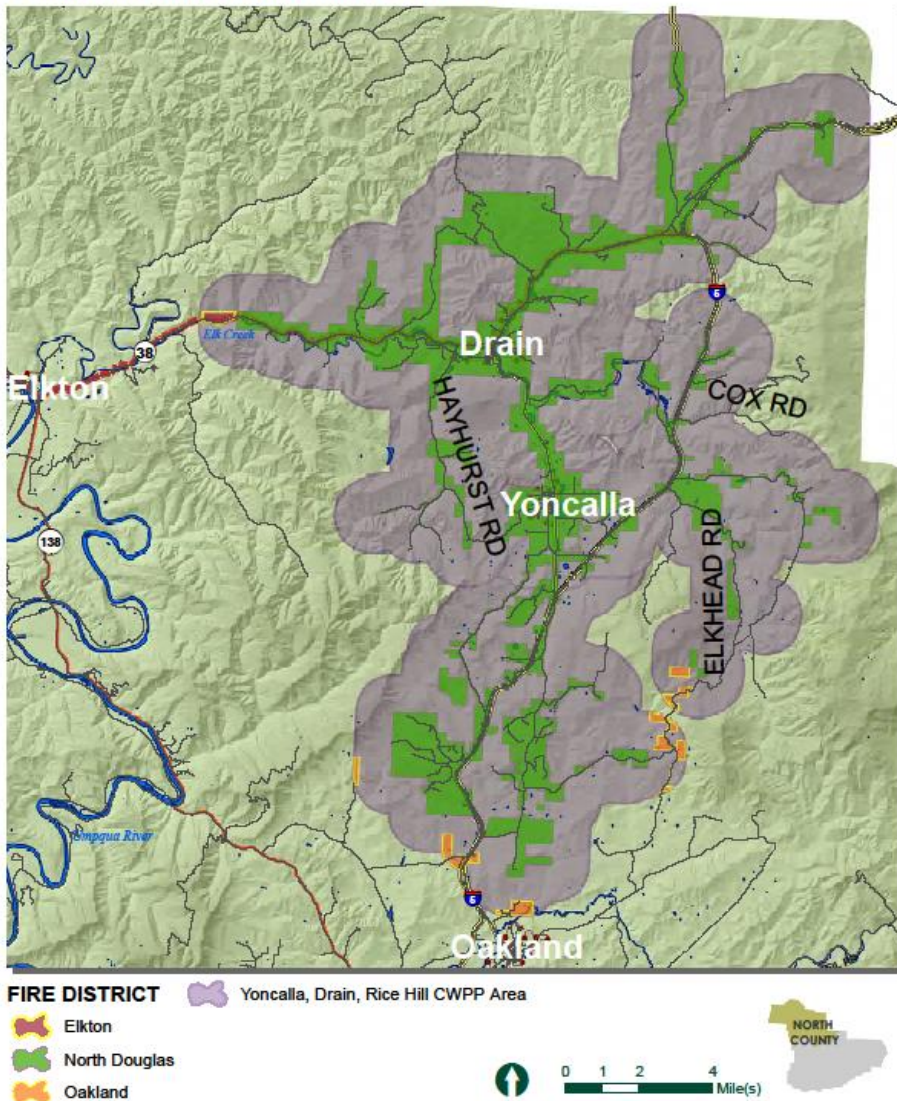 5
Elk Creek
38
Drain
Elkton
HAYHURST RD
COX RD
Yoncalla
138
ELKHEAD RD
Umpqua River
5
Oakland
FIRE DISTRICT
Yoncalla, Drain, Rice Hill CWPP Area
Elkton
North Douglas
Oakland
NORTH
COUNTY
0 1 2 4
Mile(s)